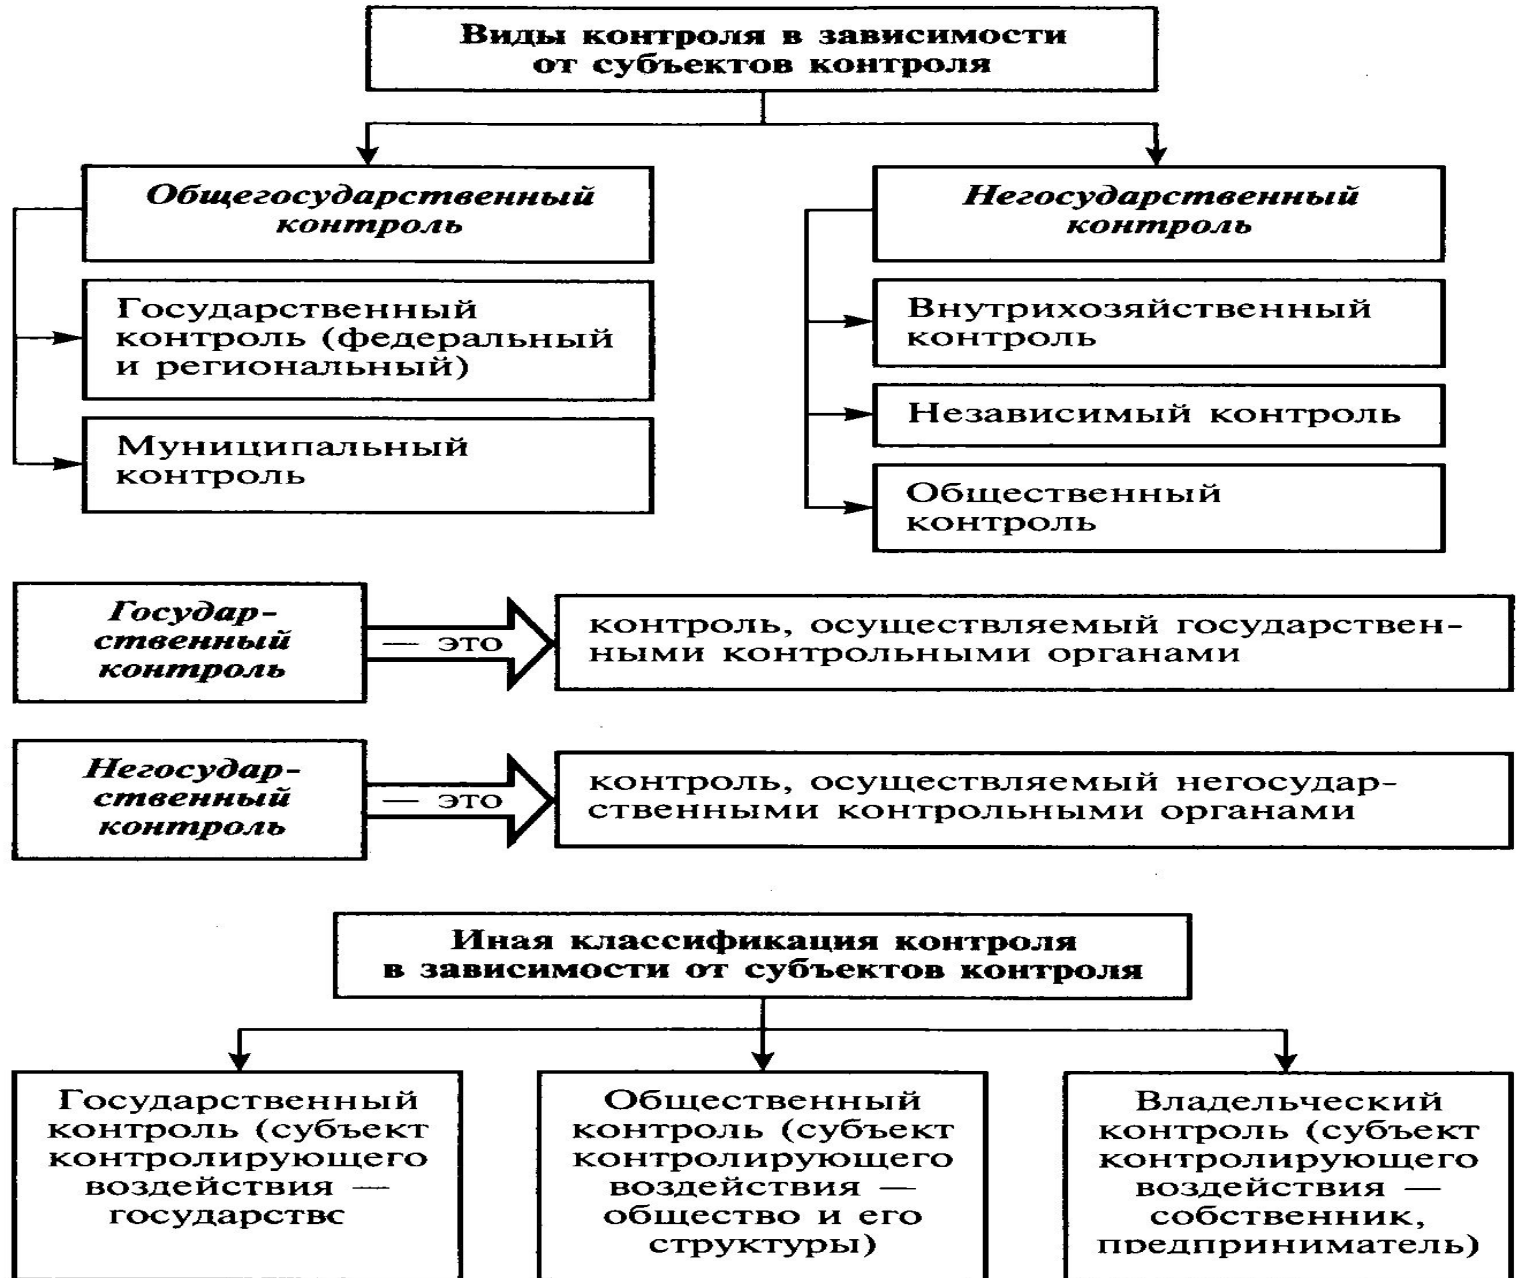 Виды контроля в зависимости
от субъектов контроля
Общегосударственный
контроль
Государственный
контроль (федеральный
и региональный)
Муниципальный
контроль
Негосударственный
контроль
Внутрихозяйственный
контроль
Независимый контроль
Общественный
контроль
Государ-
ственный
контроль
— это
контроль, осуществляемый государствен-
ными контрольными органами
Негосудар-
ственный
контроль
— это
контроль, осуществляемый негосудар-
ственными контрольными органами
Иная классификация контроля
в зависимости от субъектов контроля
Государственный
контроль (субъект
контролирующего
воздействия —
государство
Общественный
контроль (субъект
контролирующего
воздействия —
общество и его
структуры)
Владельческий
контроль (субъект
контролирующего
воздействия —
собственник,
предприниматель)